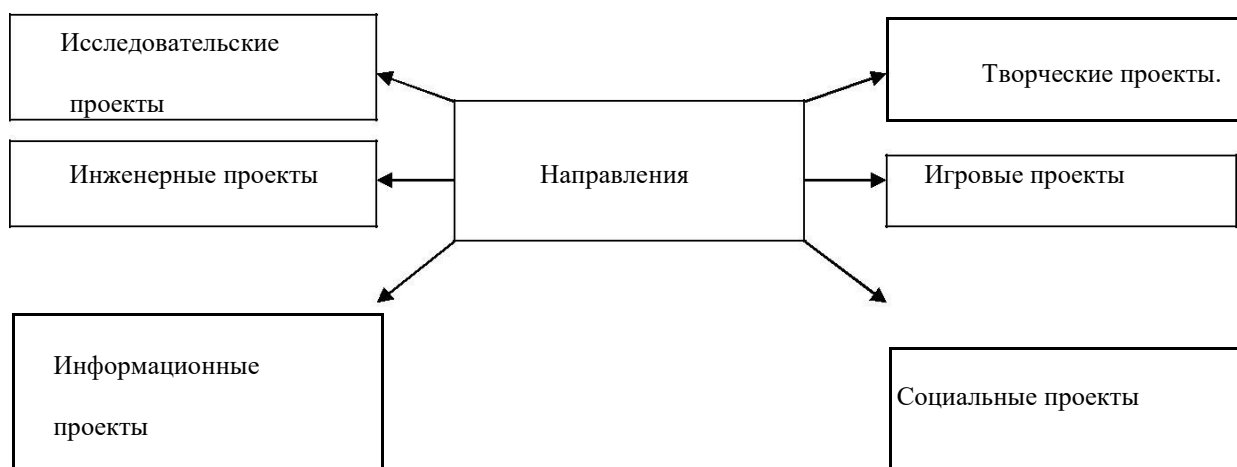 Исследовательские
проекты
Творческие проекты.
Инженерные проекты
Направления
Игровые проекты
Информационные
проекты
Социальные проекты